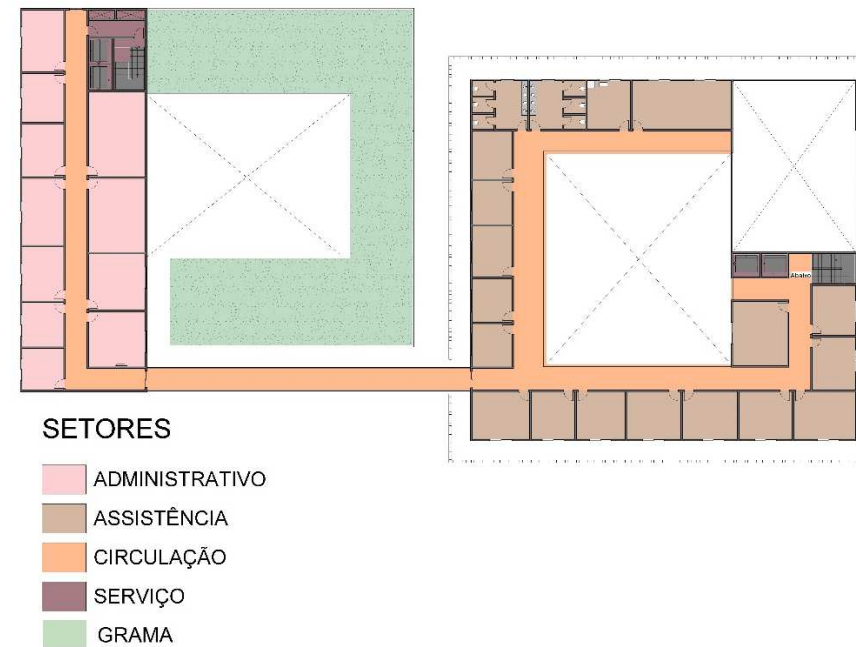 Abaixo
SETORES
ADMINISTRATIVO
ASSISTÊNCIA
CIRCULAÇÃO
SERVIÇO
GRAMA